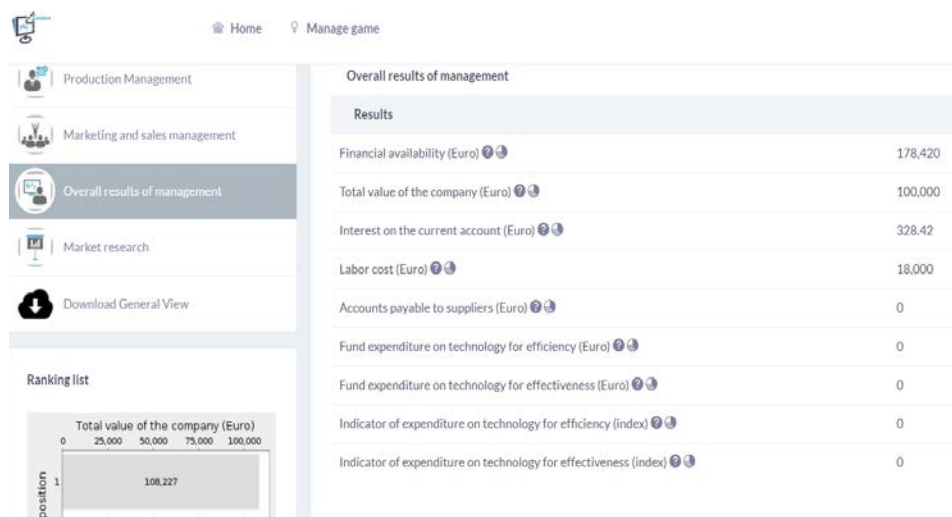 Home
Manage game
Production Management
Marketing and sales management
Overall results of management
Market research
Download General View
Ranking list
Total value of the company (Euro)
0 25,000 50,000 75,000 100,000
position
1
108,227
Overall results of management
Results
Financial availability (Euro) 178,420
Total value of the company (Euro) 100,000
Interest on the current account (Euro) 328.42
Labor cost (Euro) 18,000
Accounts payable to suppliers (Euro) 0
Fund expenditure on technology for efficiency (Euro) 0
Fund expenditure on technology for effectiveness (Euro) 0
Indicator of expenditure on technology for efficiency (index) 0
Indicator of expenditure on technology for effectiveness (index) 0